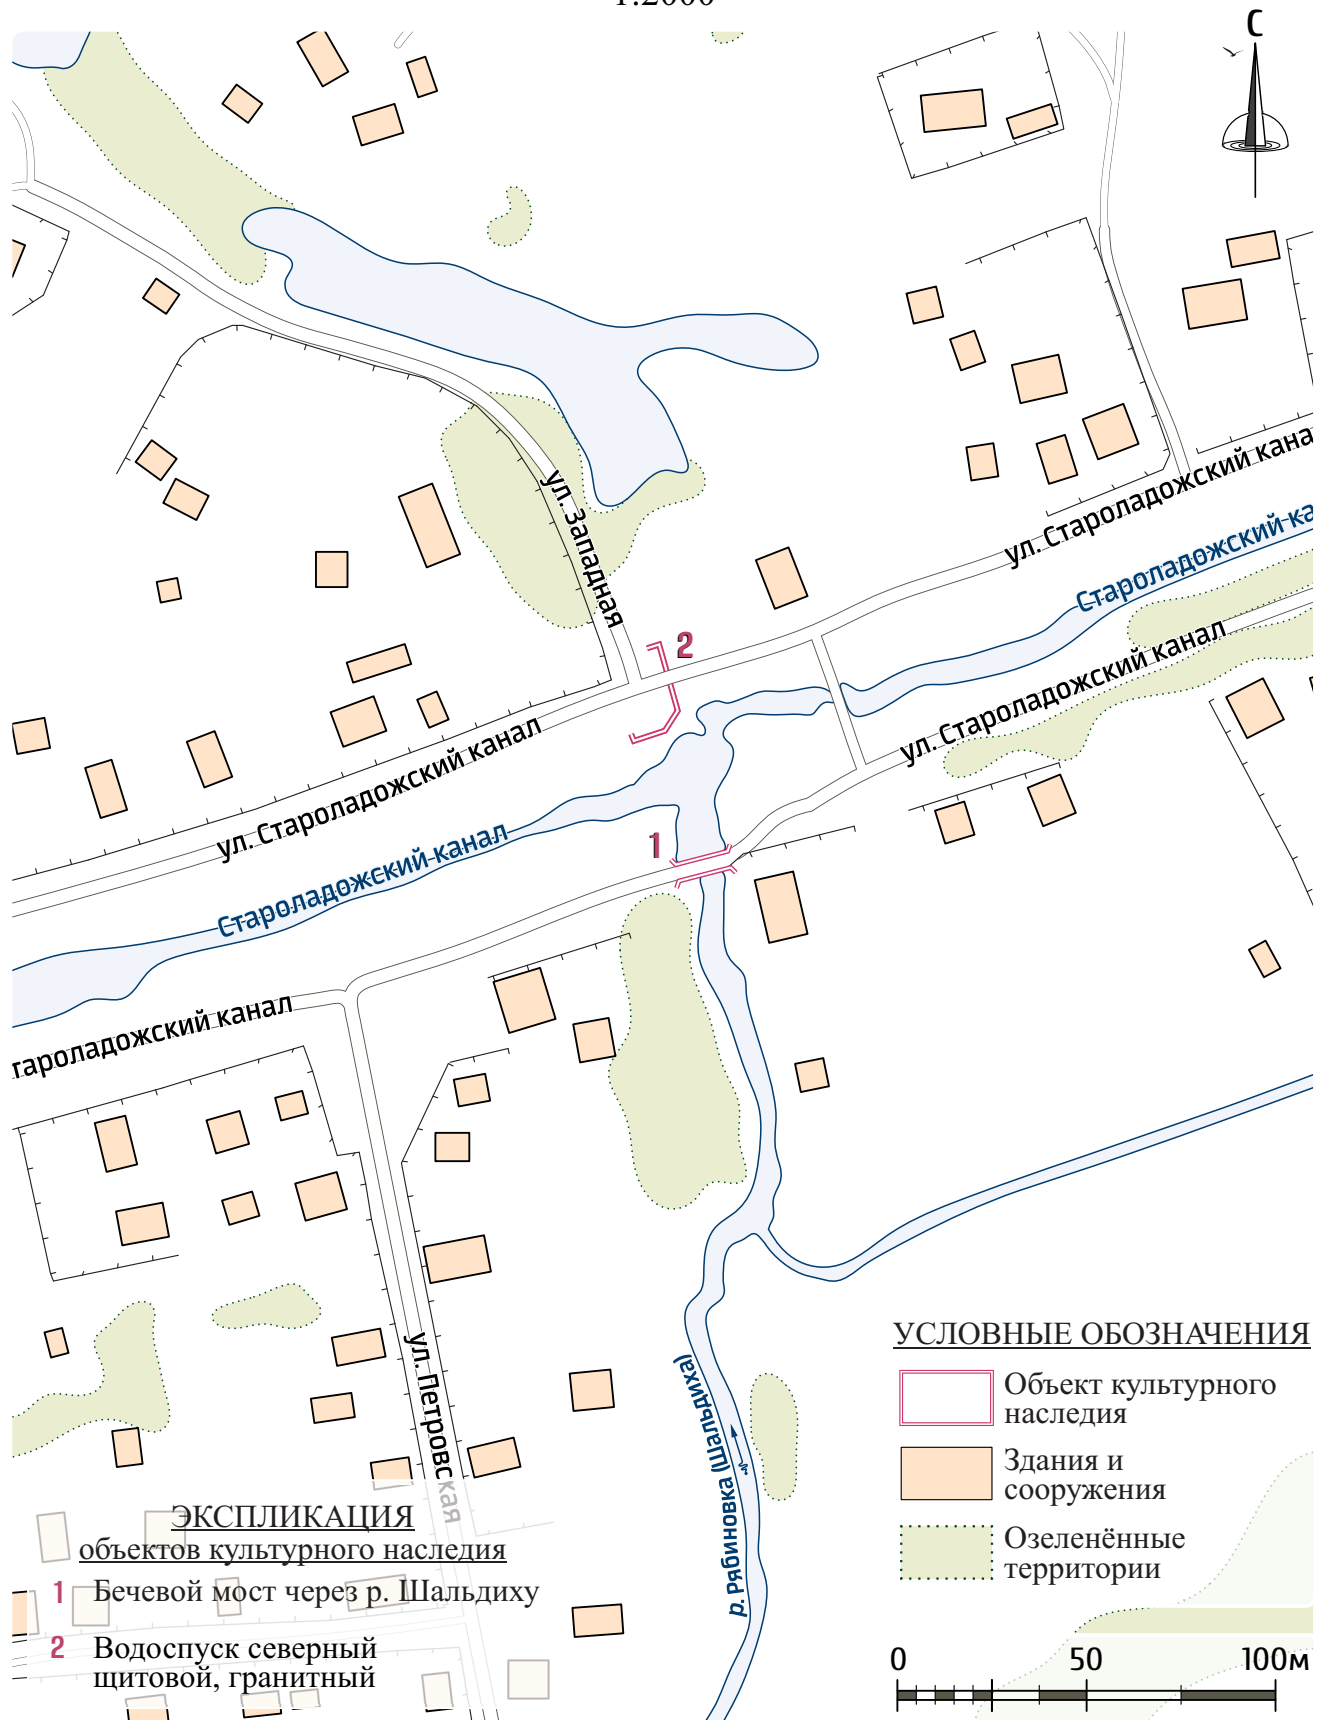 1:2000
С
ул. Западная
ул. Староладожский кана
Староладожский ка
ул. Староладожский канал
2
ул. Староладожский канал
1
Староладожский канал
тароладожский канал
ул. Петровская
р. Рябиновка (Шальдиха)
УСЛОВНЫЕ ОБОЗНАЧЕНИЯ
Объект культурного
наследия
Здания и
сооружения
Озеленённые
территории
0 50 100м
ЭКСПЛИКАЦИЯ
объектов культурного наследия
1 Бечевой мост через р. Шальдиху
2 Водоспуск северный
щитовой, гранитный